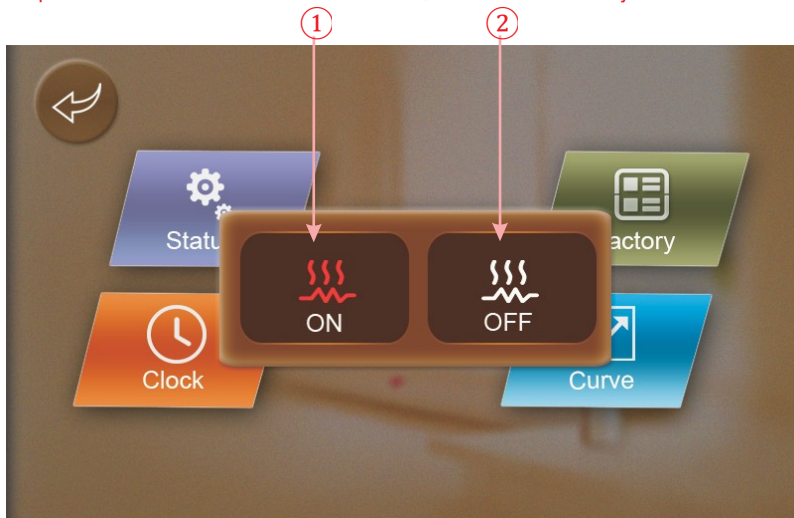 ① ②
Statu
actory
ON OFF
Clock
Curve